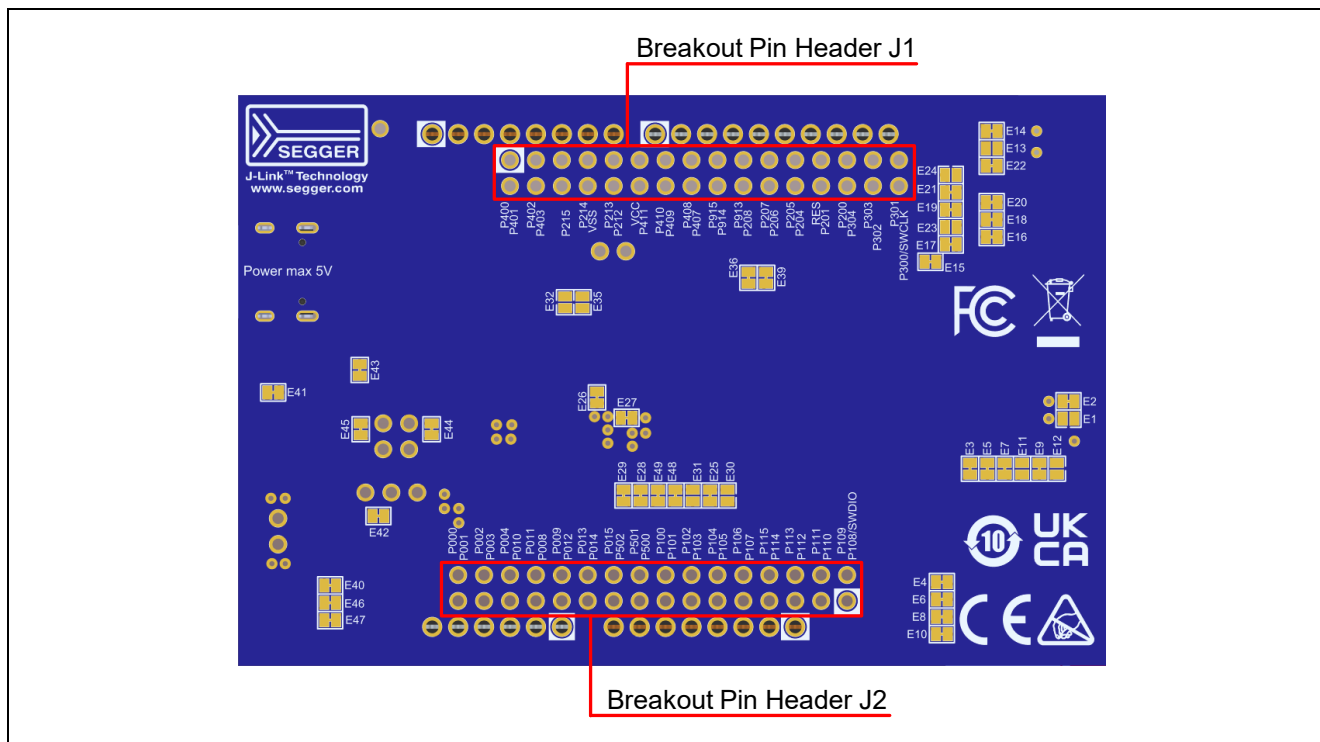 Breakout Pin Header J1
SEGGER
J-Link™ Technology
www.segger.com
E14
E13
E22
E24
E21
E19
E23
E17
E15
E20
E18
E16
P400
P401
P402
P403
P215
P214
VSS
P213
P212
VCC
P411
P410
P409
P408
P407
P915
P914
P913
P208
P207
P206
P205
P204
RES
P201
P200
P304
P303
P302
P301
P300/SWCLK
Power max 5V
E36
E39
E32
E35
FC
E43
E41
E26
E27
E2
E1
E45
E44
E3
E5
E7
E11
E9
E12
E29
E28
E49
E48
E31
E25
E30
E42
P000
P001
P002
P003
P004
P010
P011
P008
P009
P012
P013
P014
P015
P502
P501
P500
P100
P101
P102
P103
P104
P105
P106
P107
P115
P114
P113
P112
P111
P110
P109
P108/SWDIO
10
UK
CA
E40
E46
E47
E4
E6
E8
E10
CE
Breakout Pin Header J2